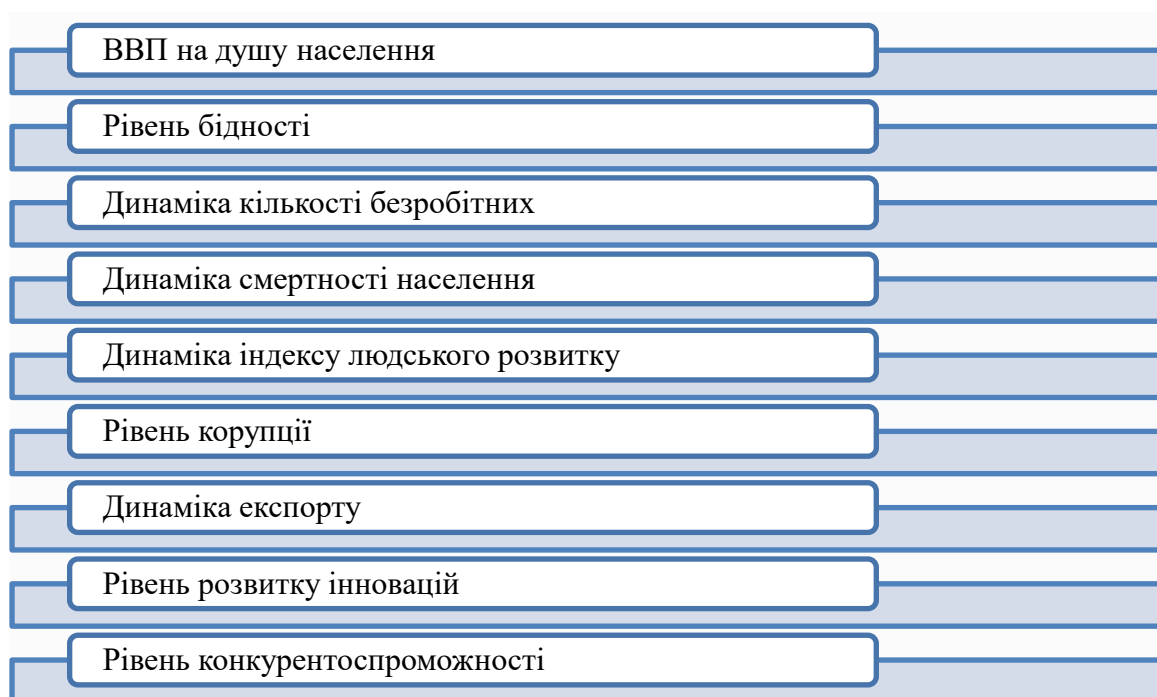 ВВП на душу населення
Рівень бідності
Динаміка кількості безробітних
Динаміка смертності населення
Динаміка індексу людського розвитку
Рівень корупції
Динаміка експорту
Рівень розвитку інновацій
Рівень конкурентоспроможності